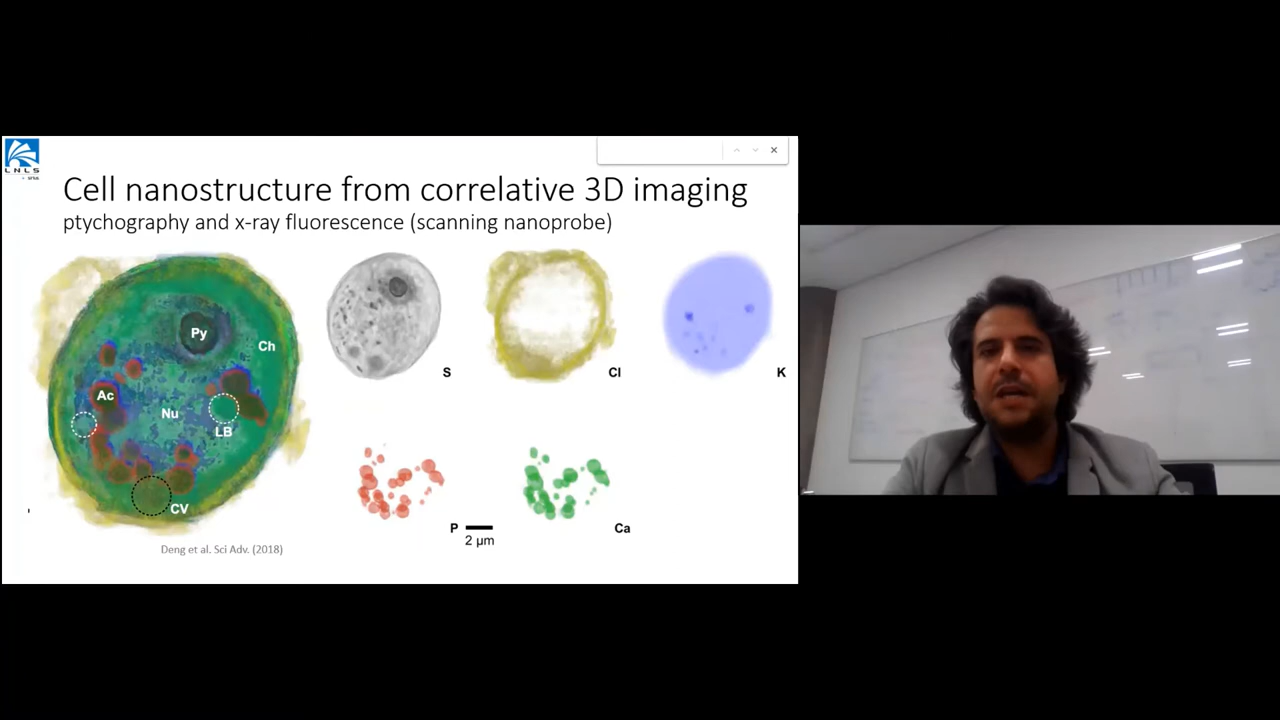 LNLS
Cell nanostructure from correlative 3D imaging
ptychography and x-ray fluorescence (scanning nanoprobe)
Py
Ch
Ac
Nu
LB
CV
S
Cl
K
P
2 μm
Ca
Deng et al. Sci Adv. (2018)